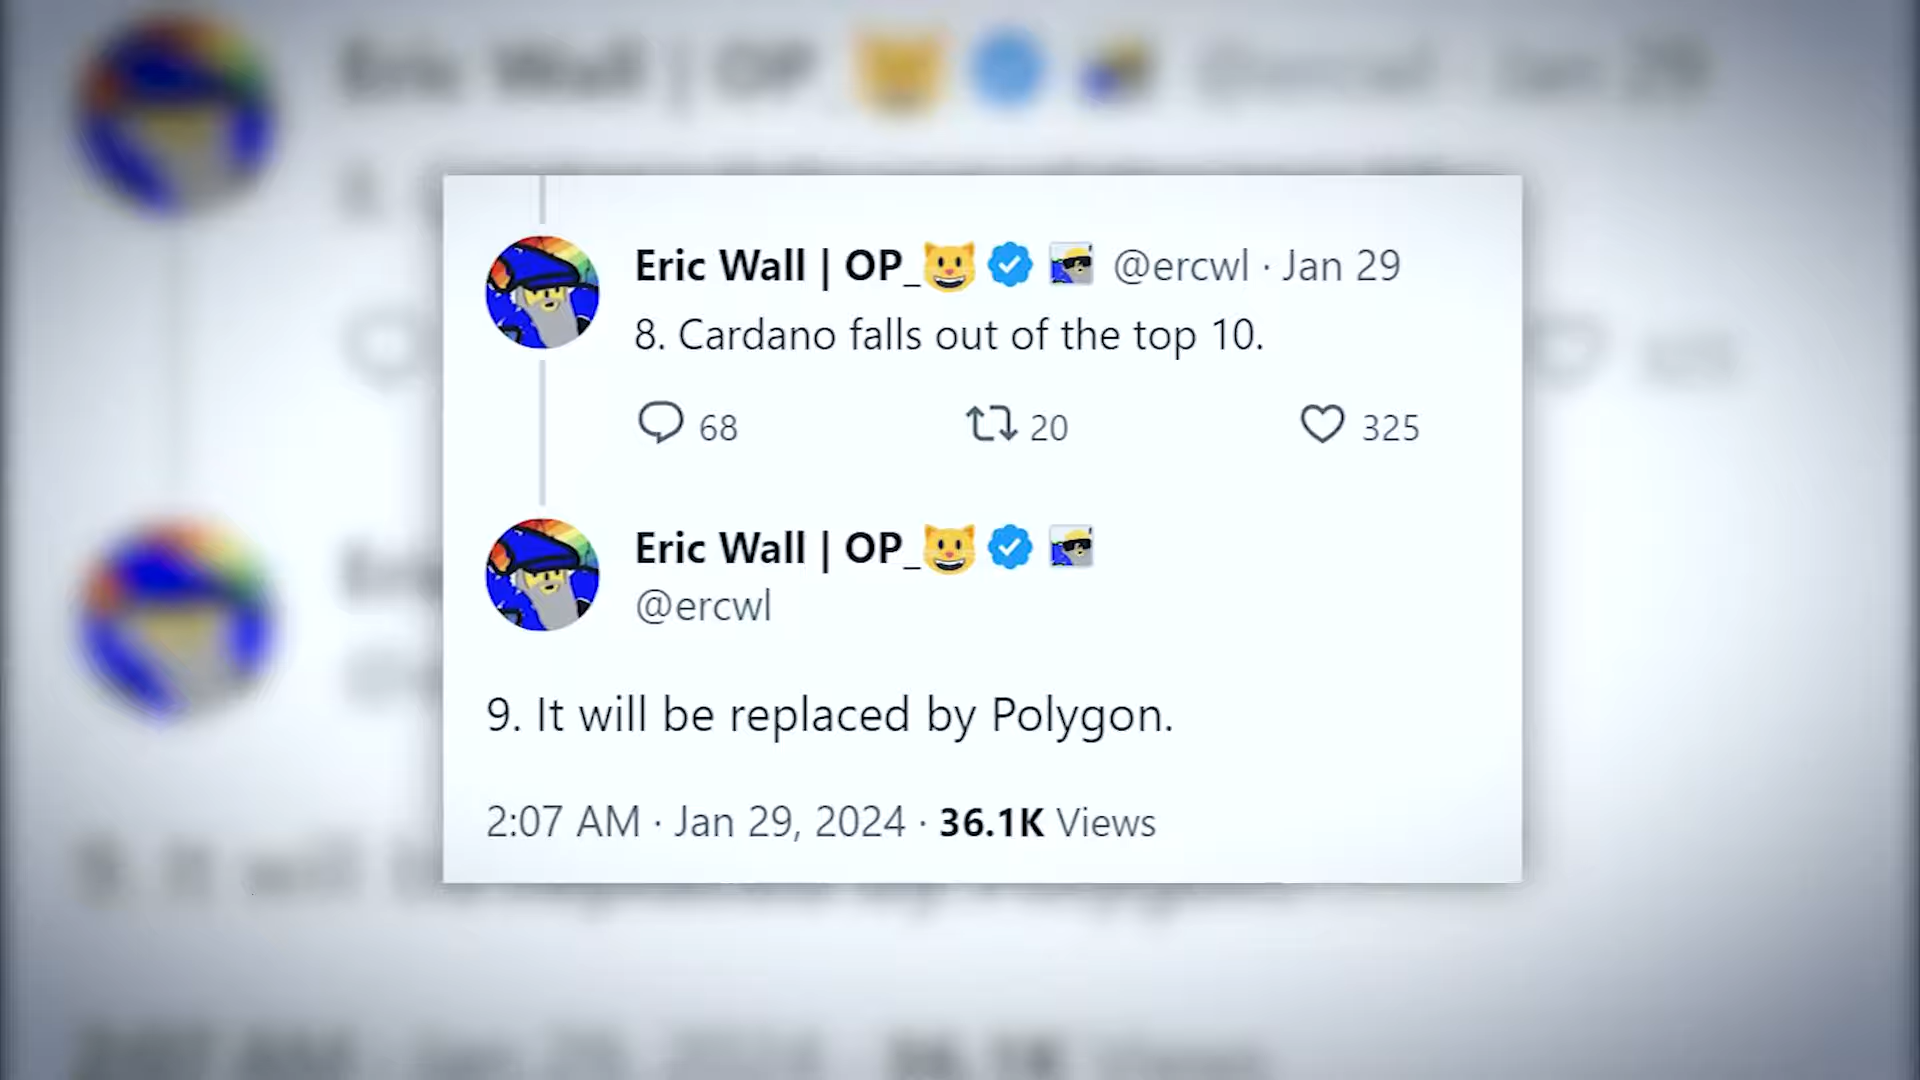 Eric Wall | OP_😺 @ercwl · Jan 29
8. Cardano falls out of the top 10.
68 20 325
Eric Wall | OP_😺
@ercwl
9. It will be replaced by Polygon.
2:07 AM · Jan 29, 2024 · 36.1K Views